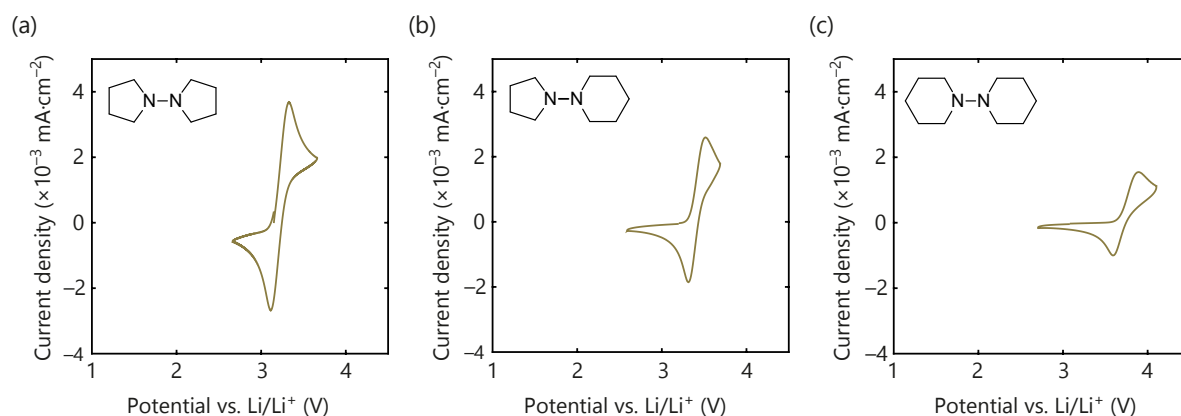 (a)
Current density (×10⁻³ mA·cm⁻²)
4
2
0
–2
–4
N
N
1
2
3
4
Potential vs. Li/Li⁺ (V)
(b)
Current density (×10⁻³ mA·cm⁻²)
4
2
0
–2
–4
N
N
1
2
3
4
Potential vs. Li/Li⁺ (V)
(c)
Current density (×10⁻³ mA·cm⁻²)
4
2
0
–2
–4
N
N
1
2
3
4
Potential vs. Li/Li⁺ (V)